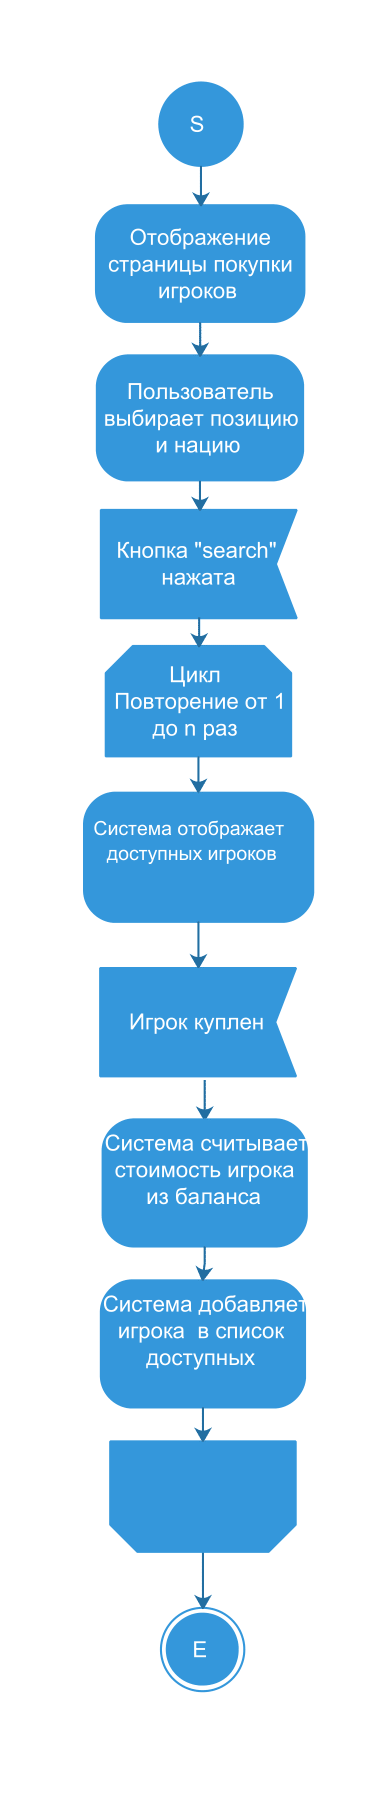 S
Отображение
страницы покупки
игроков
Пользователь
выбирает позицию
и нацию
Кнопка "search"
нажата
Цикл
Повторение от 1
до n раз
Система отображает
доступных игроков
Игрок куплен
Система считывает
стоимость игрока
из баланса
Система добавляет
игрока в список
доступных
E